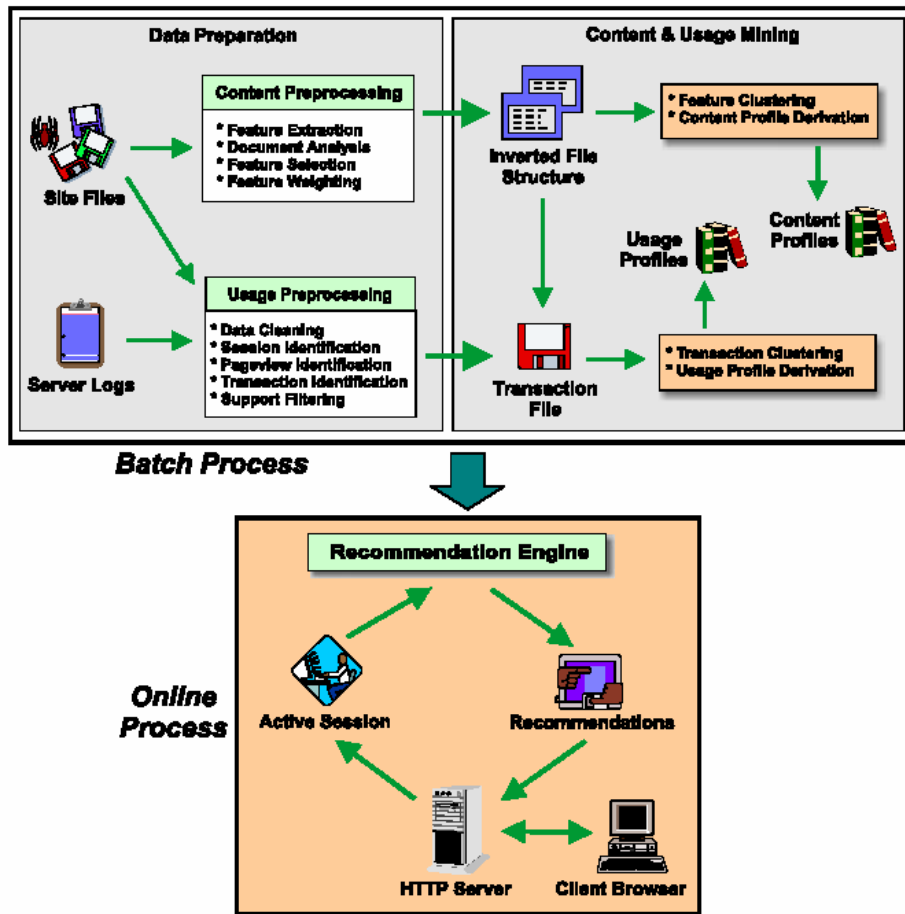 Data Preparation
Content & Usage Mining
Content Preprocessing
* Feature Extraction
* Document Analysis
* Feature Selection
* Feature Weighting
Site Files
Inverted File
Structure
* Feature Clustering
* Content Profile Derivation
Usage
Profiles
Content
Profiles
Usage Preprocessing
* Data Cleaning
* Session Identification
* Pageview Identification
* Transaction Identification
* Support Filtering
Server Logs
Transaction
File
* Transaction Clustering
* Usage Profile Derivation
Batch Process
Recommendation Engine
Online
Process
Active Session
Recommendations
HTTP Server
Client Browser